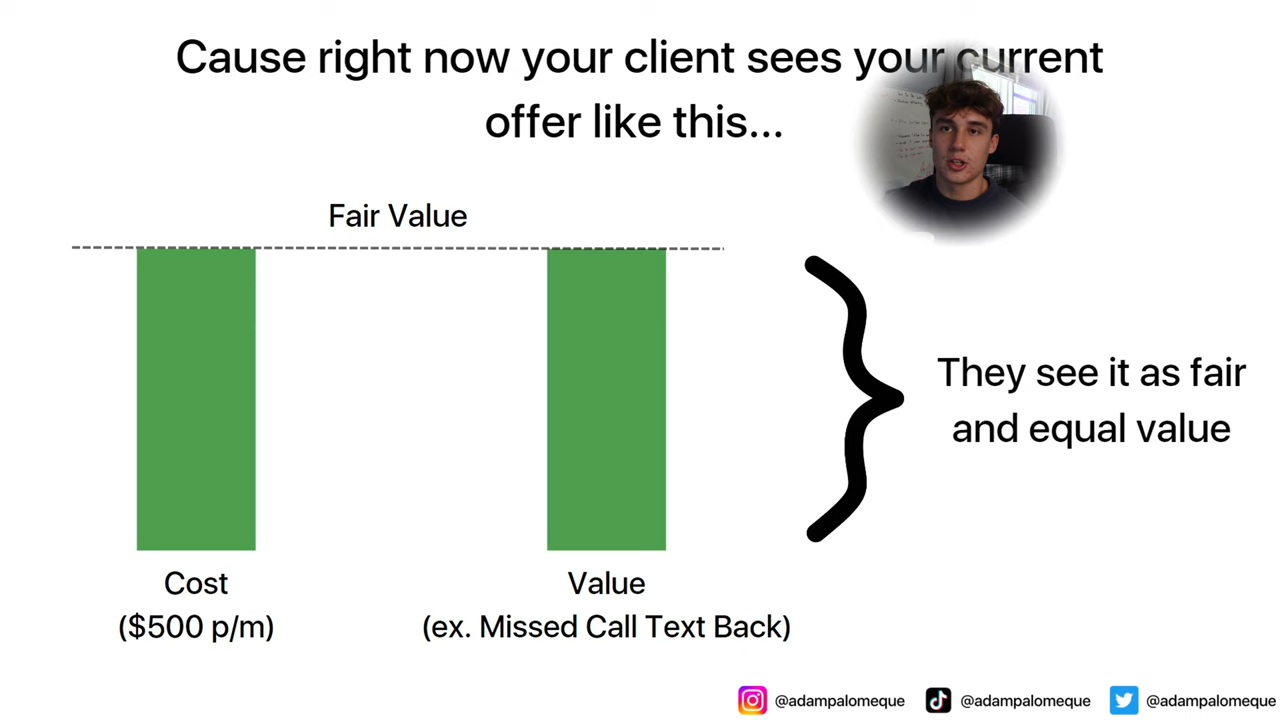 Cause right now your client sees your current
offer like this...
Fair Value
They see it as fair
and equal value
Cost
($500 p/m)
Value
(ex. Missed Call Text Back)
@adampalomeque
@adampalomeque
@adampalomeque